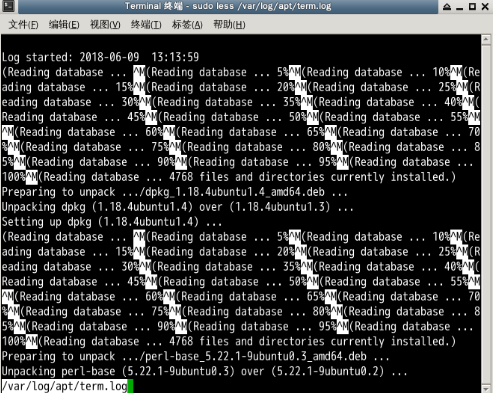 Terminal 终端 - sudo less /var/log/apt/term.log
文件(F) 编辑(E) 视图(V) 终端(T) 标签(A) 帮助(H)
Log started: 2018-06-09  13:13:59
(Reading database ... ^M(Reading database ... 5%^M(Reading database ... 10%^M(Re
ading database ... 15%^M(Reading database ... 20%^M(Reading database ... 25%^M(R
eading database ... 30%^M(Reading database ... 35%^M(Reading database ... 40%^M(
Reading database ... 45%^M(Reading database ... 50%^M(Reading database ... 55%^M
^M(Reading database ... 60%^M(Reading database ... 65%^M(Reading database ... 70
%^M(Reading database ... 75%^M(Reading database ... 80%^M(Reading database ... 8
5%^M(Reading database ... 90%^M(Reading database ... 95%^M(Reading database ...
100%^M(Reading database ... 4768 files and directories currently installed.)
Preparing to unpack .../dpkg_1.18.4ubuntu1.4_amd64.deb ...
Unpacking dpkg (1.18.4ubuntu1.4) over (1.18.4ubuntu1.3) ...
Setting up dpkg (1.18.4ubuntu1.4) ...
(Reading database ... ^M(Reading database ... 5%^M(Reading database ... 10%^M(Re
ading database ... 15%^M(Reading database ... 20%^M(Reading database ... 25%^M(R
eading database ... 30%^M(Reading database ... 35%^M(Reading database ... 40%^M(
Reading database ... 45%^M(Reading database ... 50%^M(Reading database ... 55%^M
^M(Reading database ... 60%^M(Reading database ... 65%^M(Reading database ... 70
%^M(Reading database ... 75%^M(Reading database ... 80%^M(Reading database ... 8
5%^M(Reading database ... 90%^M(Reading database ... 95%^M(Reading database ...
100%^M(Reading database ... 4768 files and directories currently installed.)
Preparing to unpack .../perl-base_5.22.1-9ubuntu0.3_amd64.deb ...
Unpacking perl-base (5.22.1-9ubuntu0.3) over (5.22.1-9ubuntu0.2) ...
/var/log/apt/term.log